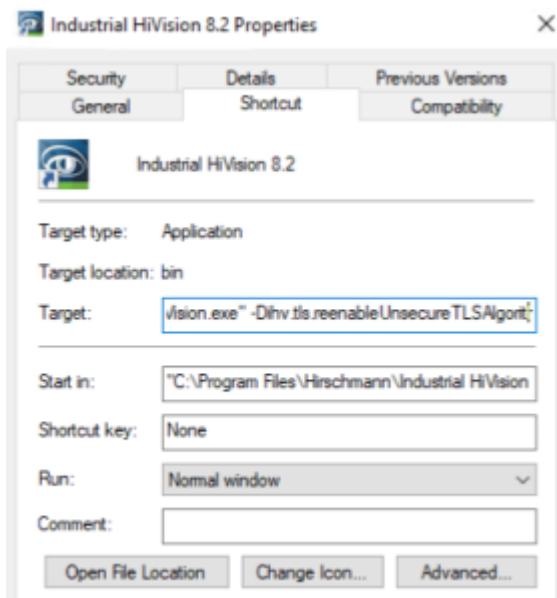 Industrial HiVision 8.2 Properties
Security Details Previous Versions
General Shortcut Compatibility
Industrial HiVision 8.2
Target type: Application
Target location: bin
Target: Vision.exe" -Dihv.tls.reenableUnsecureTLSAlgorit
Start in: "C:\Program Files\Hirschmann\Industrial HiVision
Shortcut key: None
Run: Normal window
Comment:
Open File Location Change Icon... Advanced...